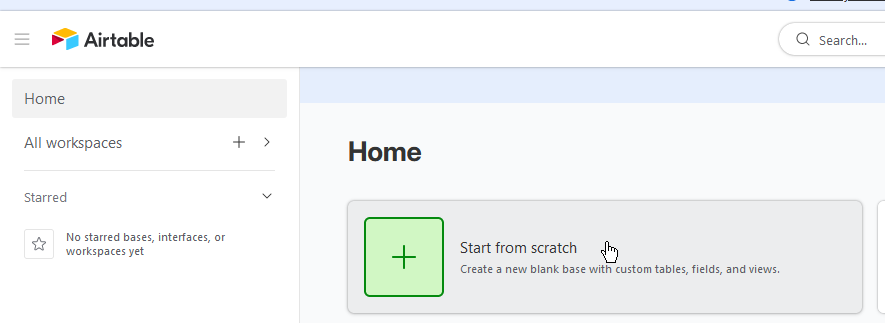 Airtable
Search...
Home
All workspaces
Starred
No starred bases, interfaces, or
workspaces yet
Home
Start from scratch
Create a new blank base with custom tables, fields, and views.